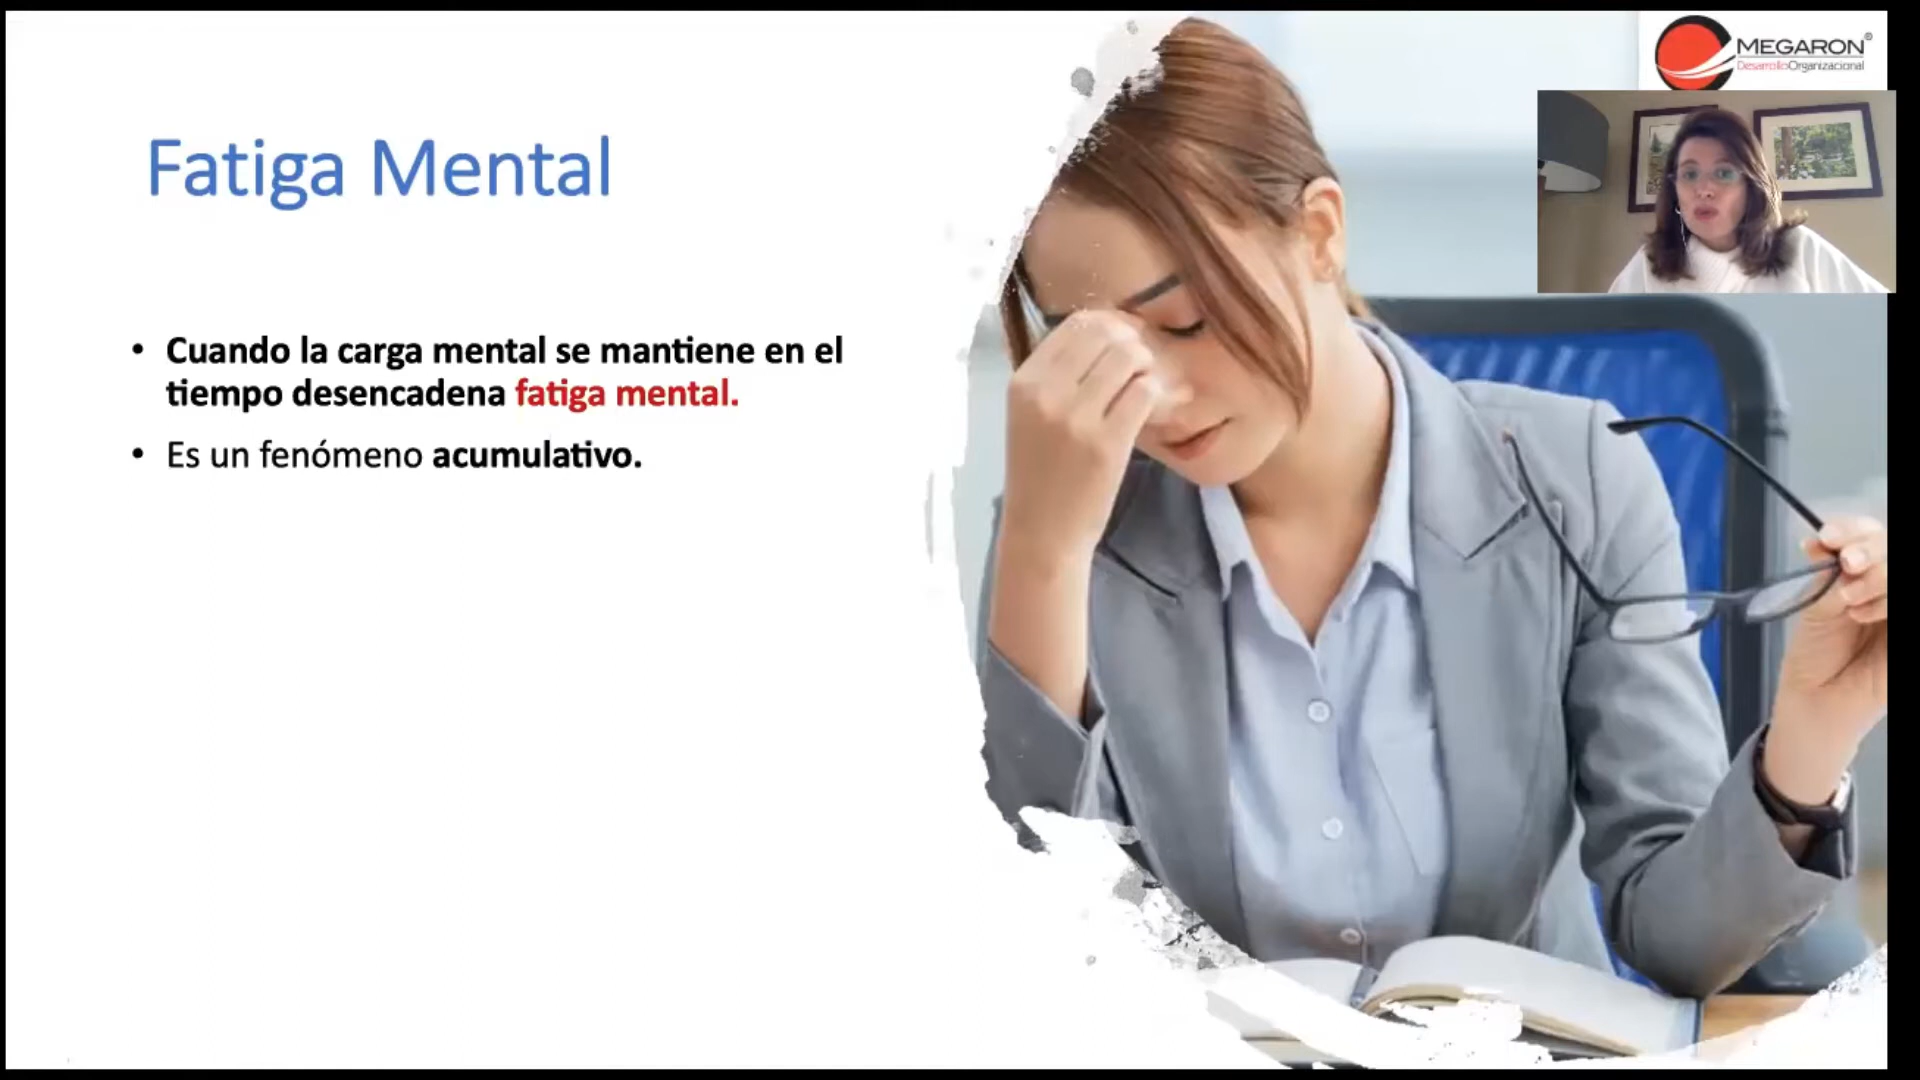 MEGARON®
DesarrolloOrganizacional
Fatiga Mental
• Cuando la carga mental se mantiene en el
tiempo desencadena fatiga mental.
• Es un fenómeno acumulativo.